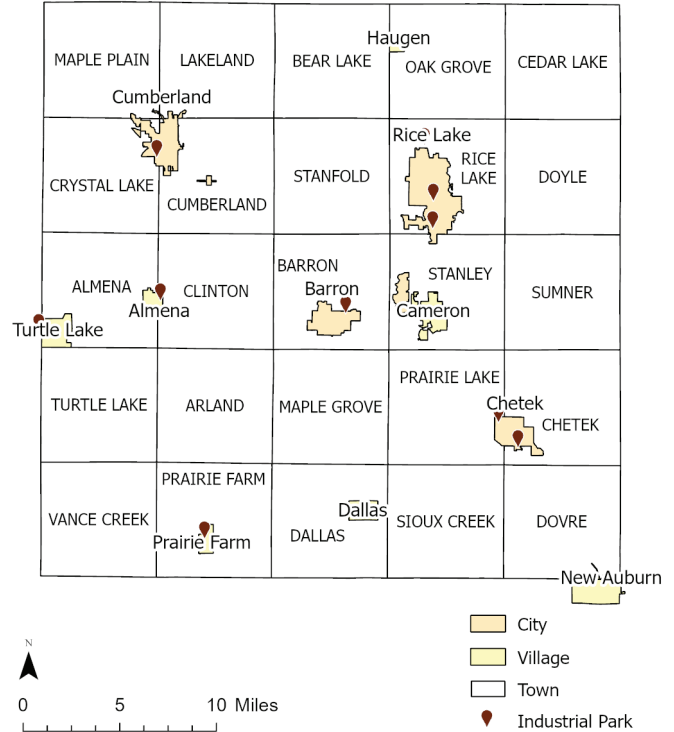 Haugen
MAPLE PLAIN
LAKELAND
BEAR LAKE
OAK GROVE
CEDAR LAKE
Cumberland
Rice Lake
CRYSTAL LAKE
CUMBERLAND
STANFOLD
RICE
LAKE
DOYLE
ALMENA
CLINTON
BARRON
STANLEY
SUMNER
Almena
Barron
Cameron
Turtle Lake
TURTLE LAKE
ARLAND
MAPLE GROVE
PRAIRIE LAKE
Chetek
CHETEK
PRAIRIE FARM
VANCE CREEK
Prairie Farm
Dallas
DALLAS
SIOUX CREEK
DOVRE
New Auburn
City
Village
Town
Industrial Park
N
0 5 10 Miles